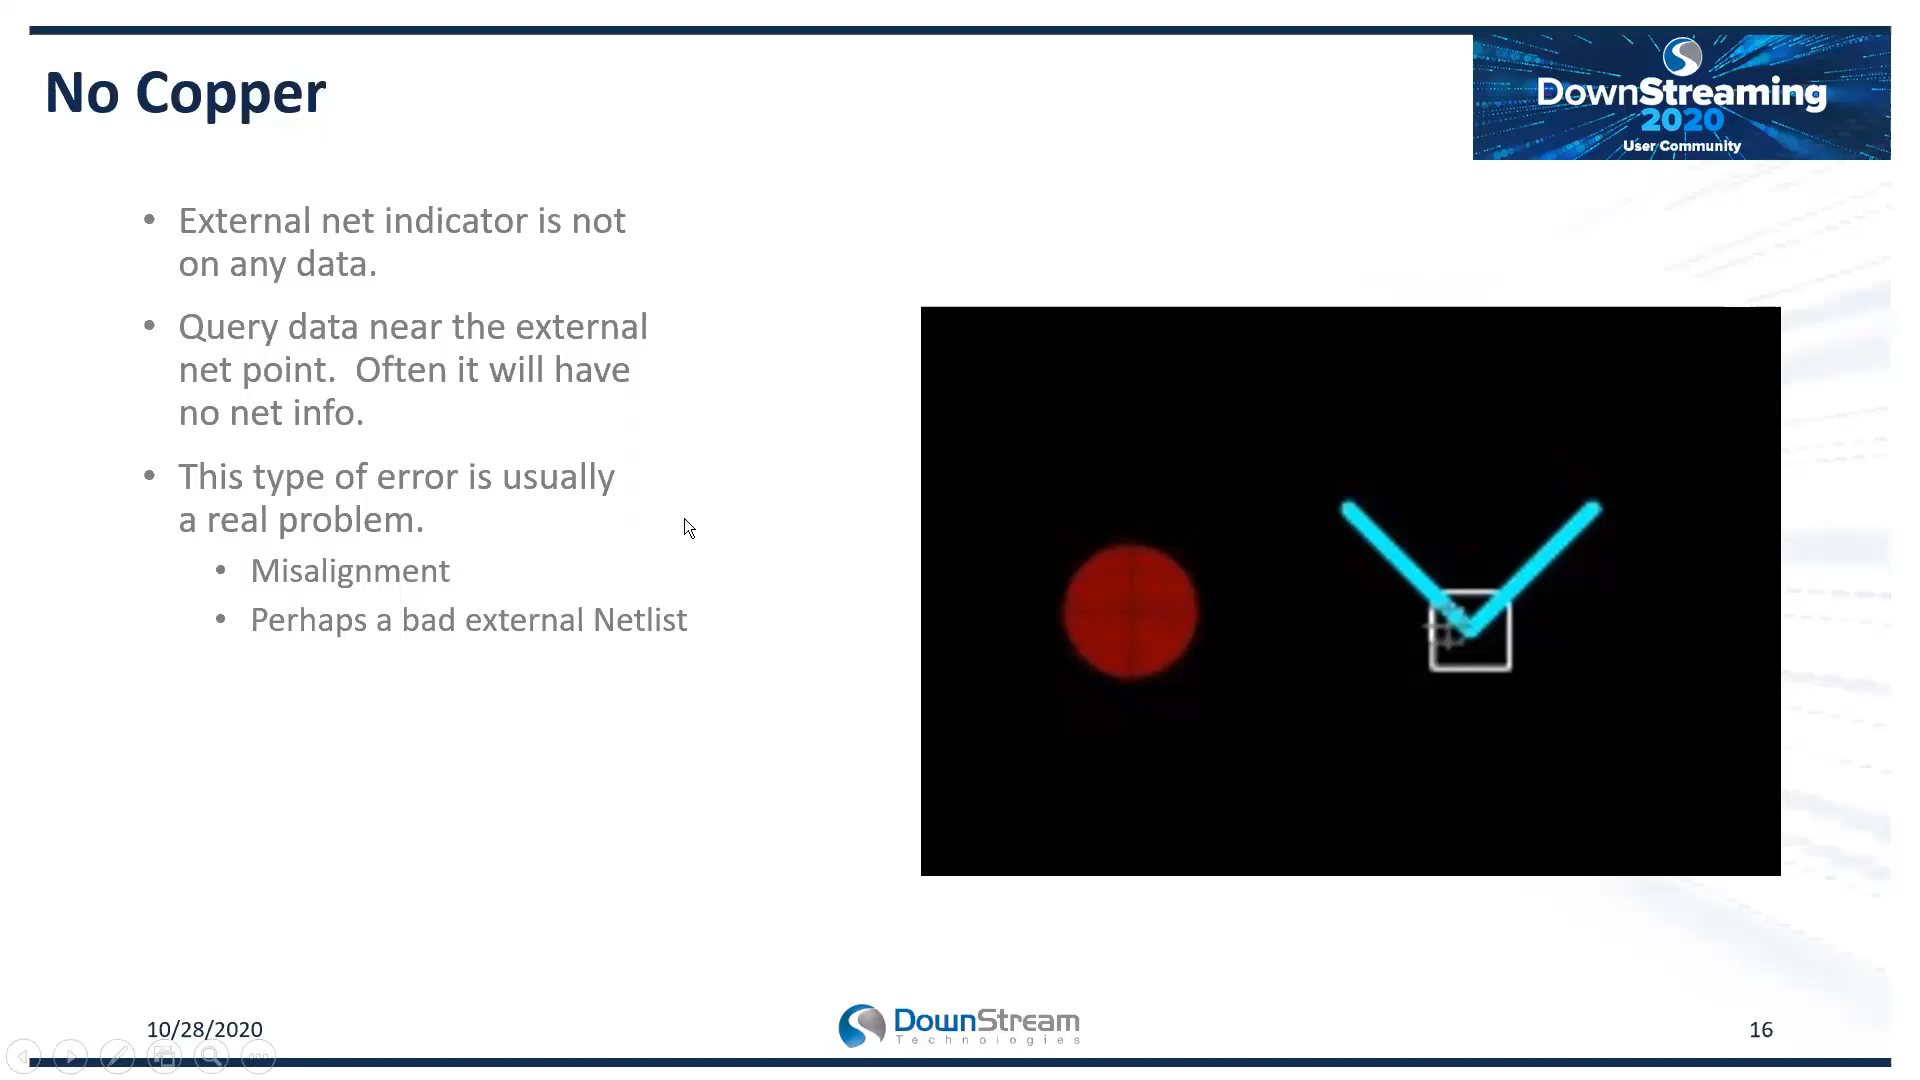 No Copper
DownStreaming
2020
User Community
• External net indicator is not
on any data.
• Query data near the external
net point.  Often it will have
no net info.
• This type of error is usually
a real problem.
• Misalignment
• Perhaps a bad external Netlist
10/28/2020
DownStream
Technologies
16